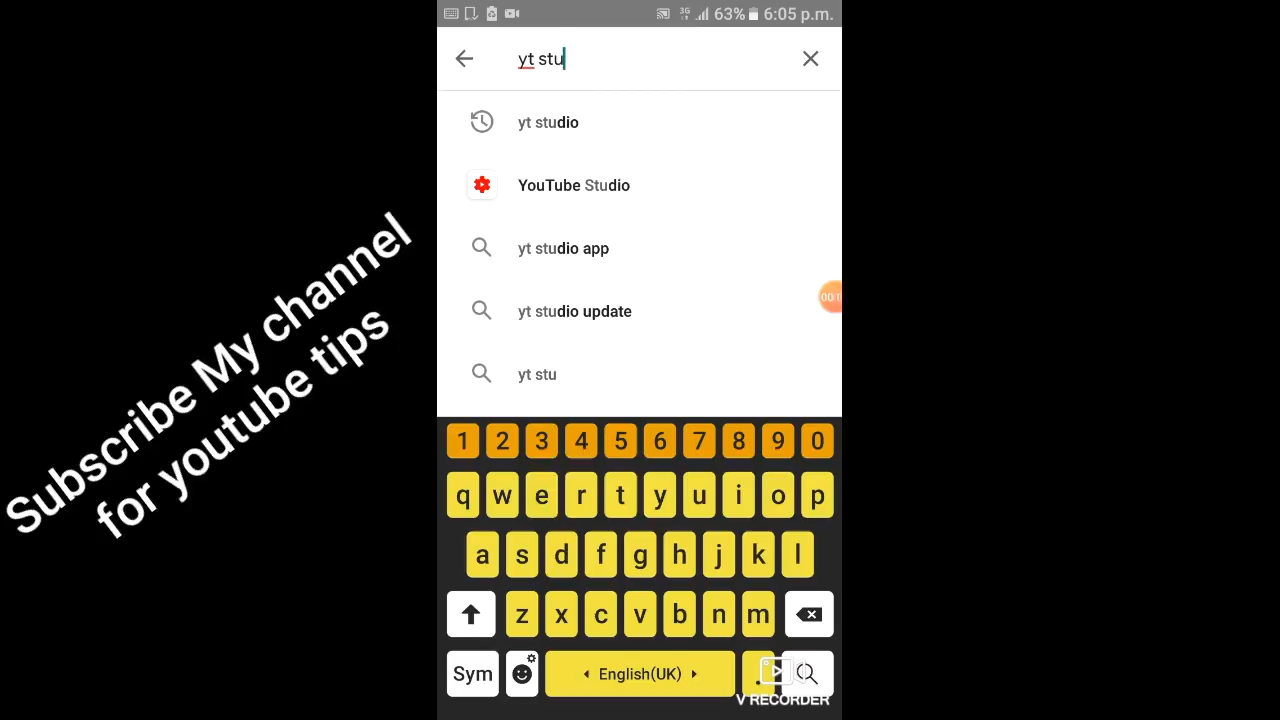 3G 63% 6:05 p.m.
yt stu
yt studio
YouTube Studio
yt studio app
yt studio update
yt stu
Subscribe My channel
for youtube tips
1 2 3 4 5 6 7 8 9 0
q w e r t y u i o p
a s d f g h j k l
z x c v b n m
Sym English(UK) .
V RECORDER